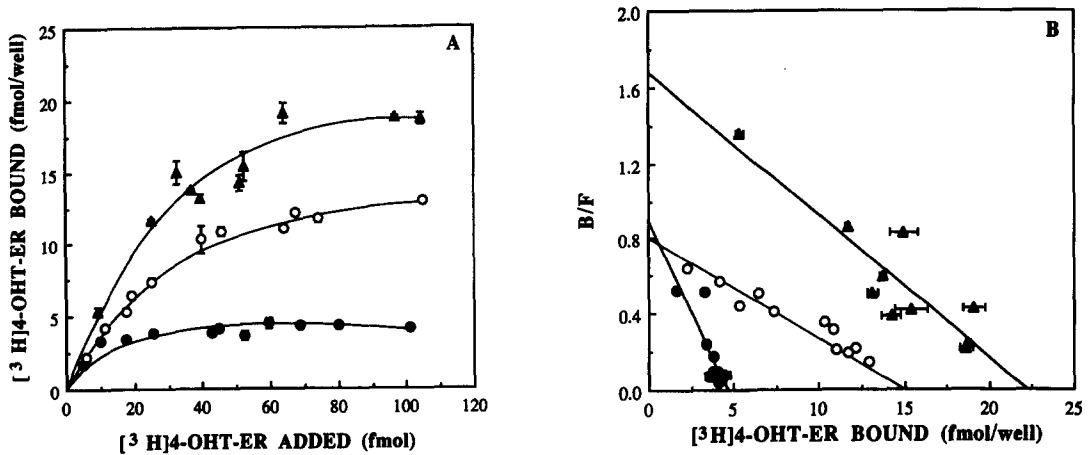 A
[³H]4-OHT-ER BOUND (fmol/well)
25
20
15
10
5
0
0 20 40 60 80 100 120
[³H]4-OHT-ER ADDED (fmol)
B
B/F
2.0
1.6
1.2
0.8
0.4
0.0
0 5 10 15 20 25
[³H]4-OHT-ER BOUND (fmol/well)